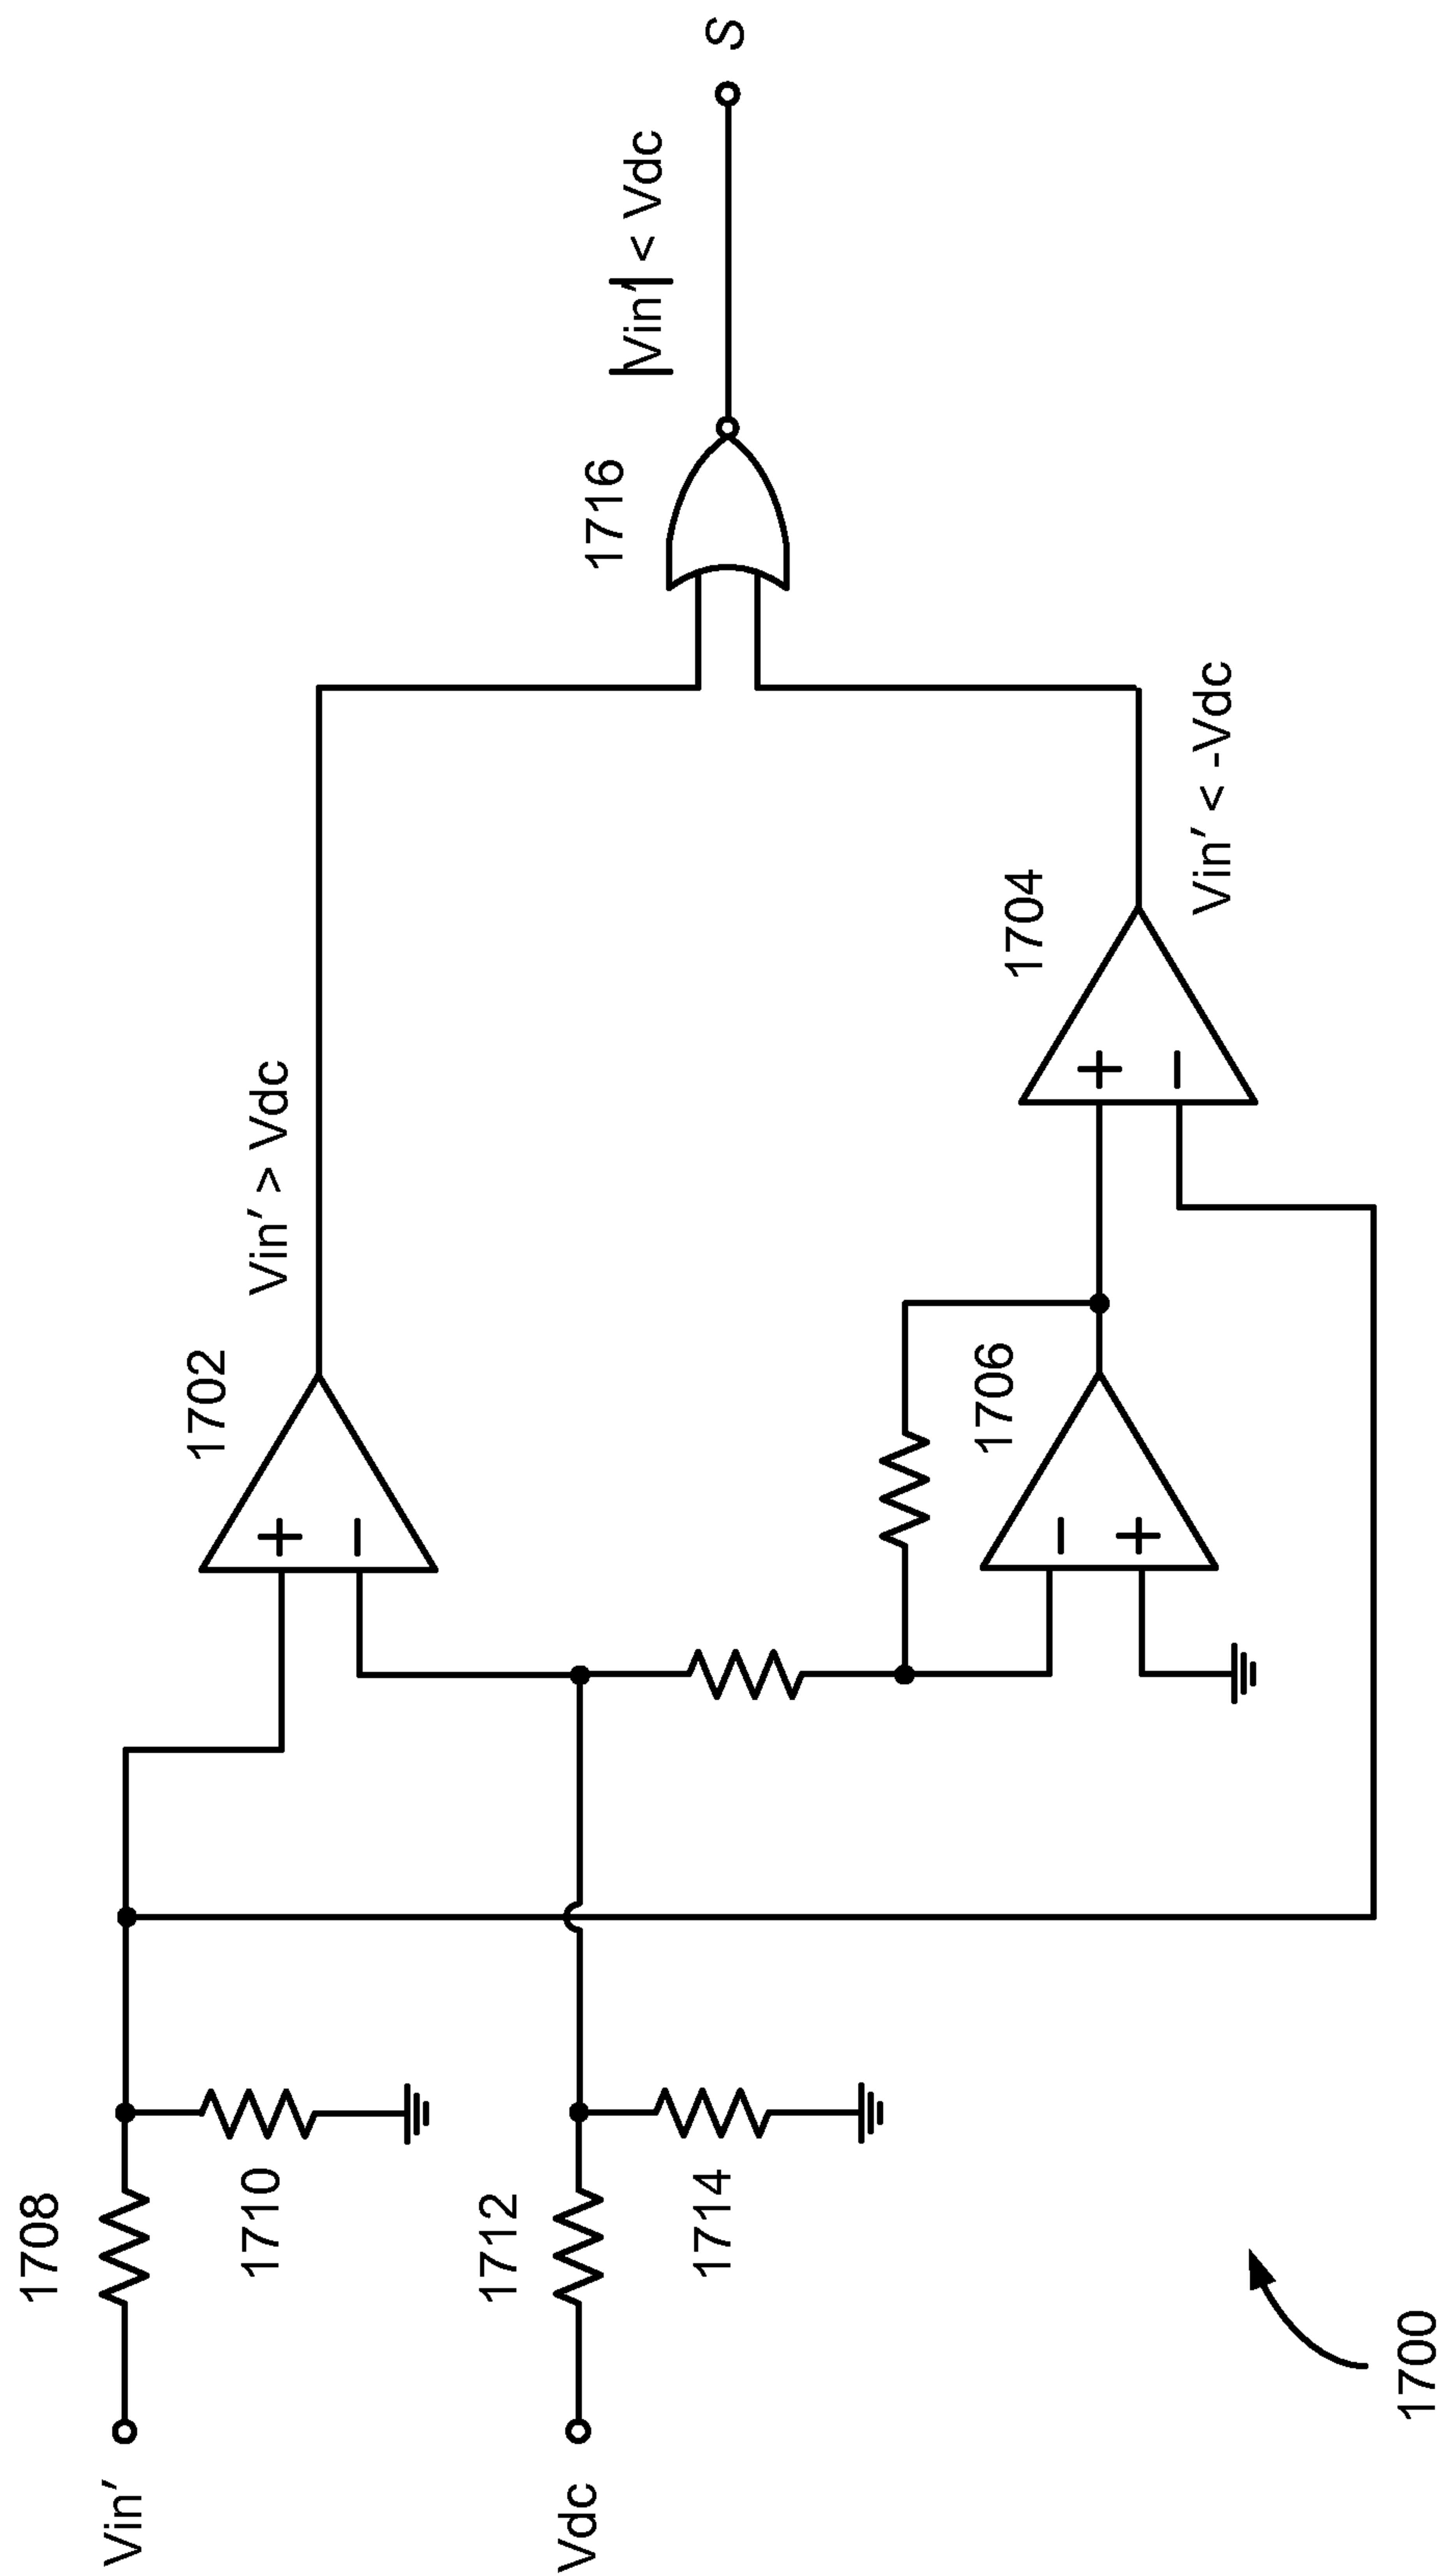 Vin′
1708
1710
Vdc
1712
1714
1702
Vin′ > Vdc
1706
1704
Vin′ < -Vdc
1716
|Vin′| < Vdc
S
1700